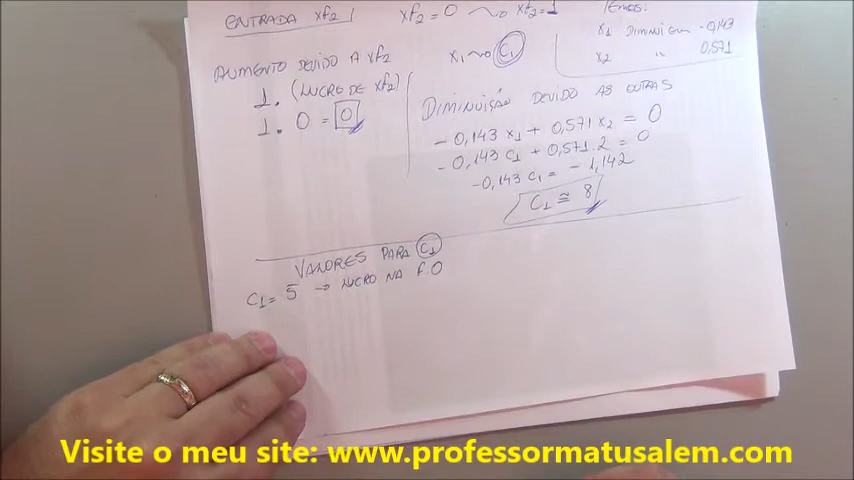 ENTRADA xf2 | xf2 = 0 ~ xf2 = 1
Temos:
x1 DIMINUI EM -0,143
x2 " 0,571
AUMENTO DEVIDO A xf2
x1 ~ C1
1. (LUCRO DE xf2)
1. 0 = 0
DIMINUIÇÃO DEVIDO AS OUTRAS
- 0,143 x1 + 0,571 x2 = 0
- 0,143 C1 + 0,571 . 2 = 0
-0,143 C1 = - 1,142
C1 ≅ 8
VALORES PARA C1
C1 = 5 → LUCRO NA F.O
Visite o meu site: www.professormatusalem.com